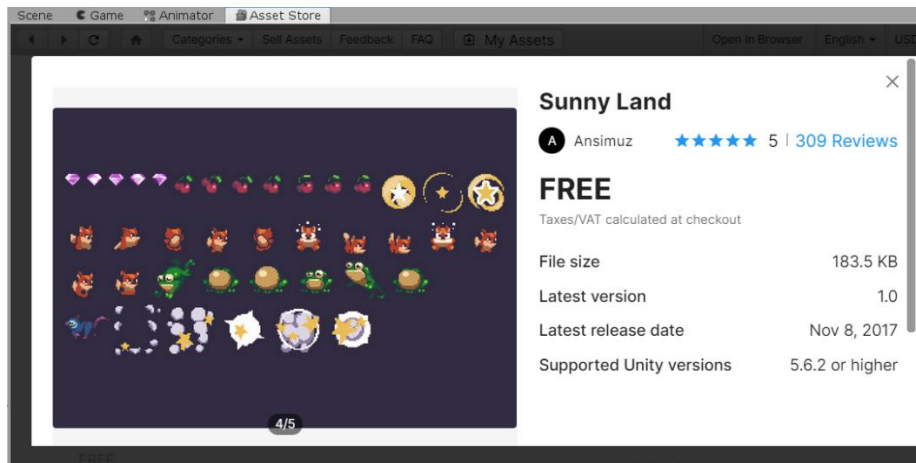 Scene Game Animator Asset Store
Categories Sell Assets Feedback FAQ My Assets Open in Browser English USD
Sunny Land
A Ansimuz 5 309 Reviews
FREE
Taxes/VAT calculated at checkout
File size 183.5 KB
Latest version 1.0
Latest release date Nov 8, 2017
Supported Unity versions 5.6.2 or higher
4/5
FREE